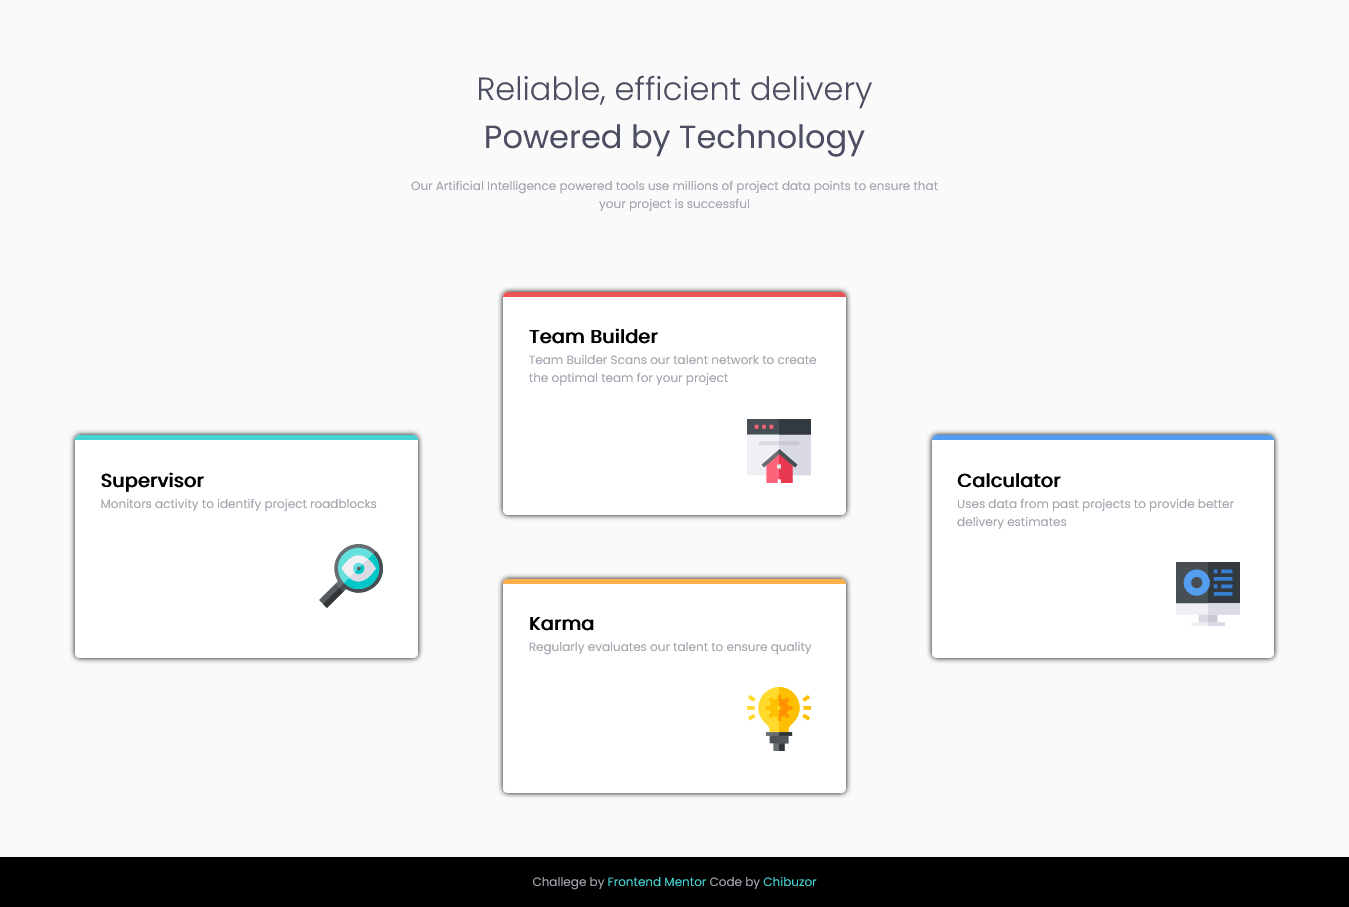 Reliable, efficient delivery
Powered by Technology
Our Artificial Intelligence powered tools use millions of project data points to ensure that
your project is successful
Team Builder
Team Builder Scans our talent network to create
the optimal team for your project
Supervisor
Monitors activity to identify project roadblocks
Calculator
Uses data from past projects to provide better
delivery estimates
Karma
Regularly evaluates our talent to ensure quality
Challege by Frontend Mentor Code by Chibuzor